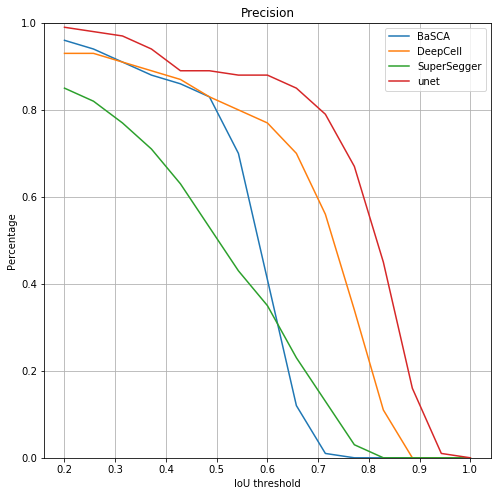 Precision
BaSCA
DeepCell
SuperSegger
unet
Percentage
1.0
0.8
0.6
0.4
0.2
0.0
0.2 0.3 0.4 0.5 0.6 0.7 0.8 0.9 1.0
IoU threshold